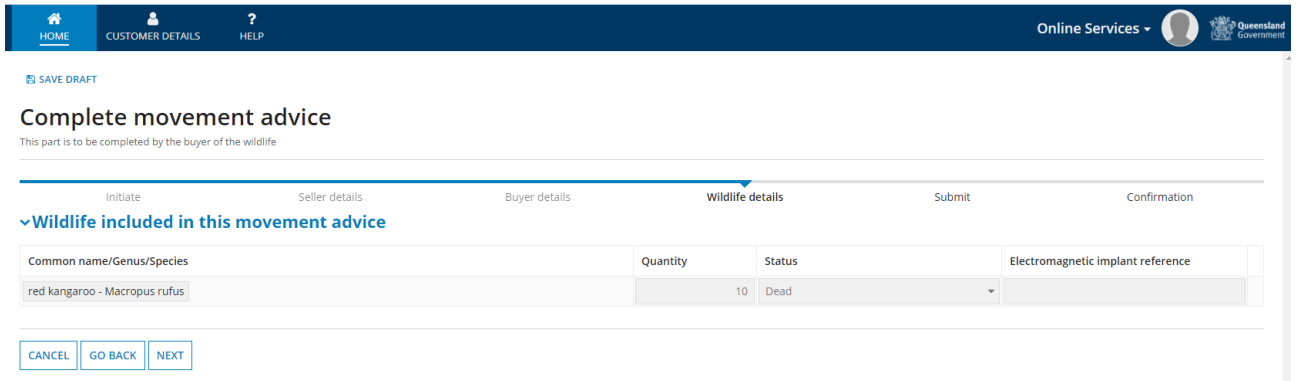 HOME
CUSTOMER DETAILS
?
HELP
Online Services
Queensland
Government
SAVE DRAFT
Complete movement advice
This part is to be completed by the buyer of the wildlife
Initiate
Seller details
Buyer details
Wildlife details
Submit
Confirmation
Wildlife included in this movement advice
Common name/Genus/Species
Quantity
Status
Electromagnetic implant reference
red kangaroo - Macropus rufus
10
Dead
CANCEL
GO BACK
NEXT